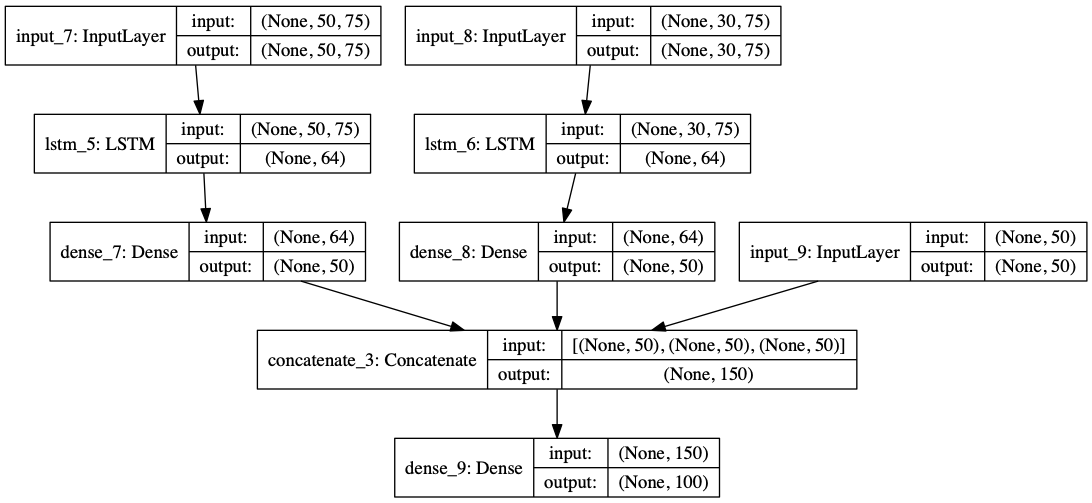 input_7: InputLayer
input: (None, 50, 75)
output: (None, 50, 75)
input_8: InputLayer
input: (None, 30, 75)
output: (None, 30, 75)
lstm_5: LSTM
input: (None, 50, 75)
output: (None, 64)
lstm_6: LSTM
input: (None, 30, 75)
output: (None, 64)
dense_7: Dense
input: (None, 64)
output: (None, 50)
dense_8: Dense
input: (None, 64)
output: (None, 50)
input_9: InputLayer
input: (None, 50)
output: (None, 50)
concatenate_3: Concatenate
input: [(None, 50), (None, 50), (None, 50)]
output: (None, 150)
dense_9: Dense
input: (None, 150)
output: (None, 100)